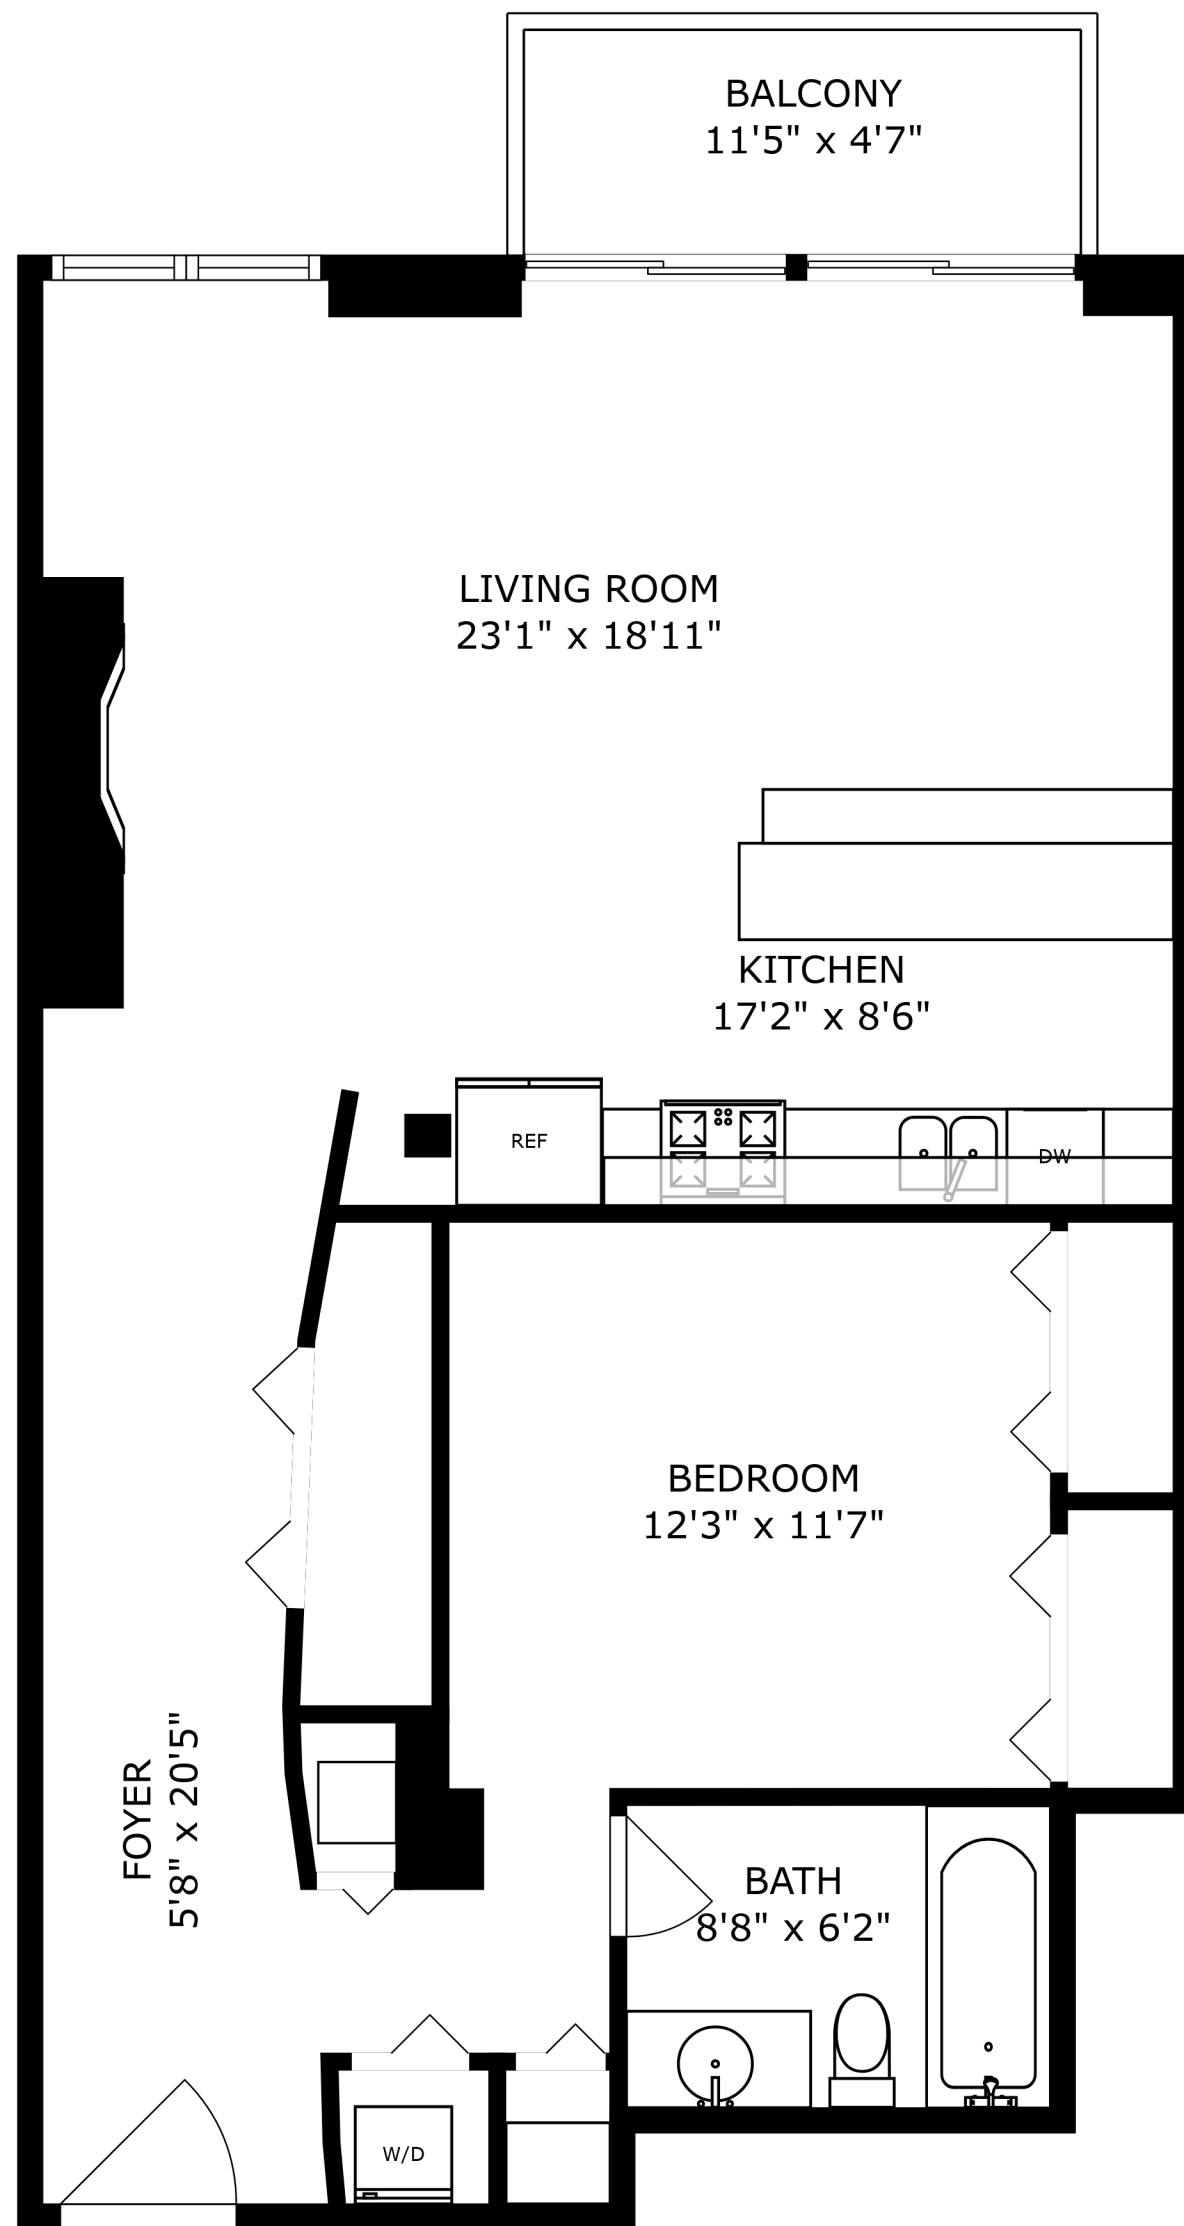 BALCONY
11'5" x 4'7"
LIVING ROOM
23'1" x 18'11"
KITCHEN
17'2" x 8'6"
REF
DW
BEDROOM
12'3" x 11'7"
FOYER
5'8" x 20'5"
BATH
8'8" x 6'2"
W/D